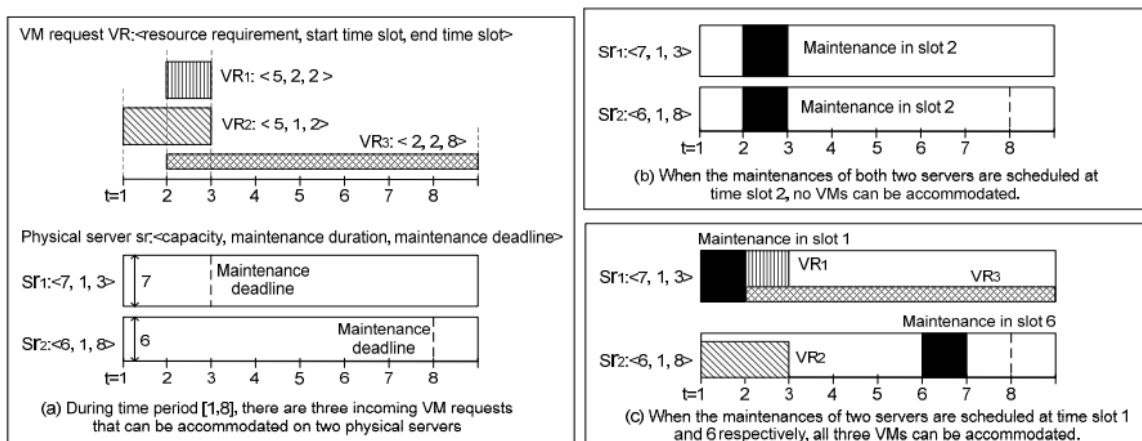 VM request VR:<resource requirement, start time slot, end time slot>
VR1: < 5, 2, 2 >
VR2: < 5, 1, 2>
VR3: < 2, 2, 8>
t=1 2 3 4 5 6 7 8
Physical server sr:<capacity, maintenance duration, maintenance deadline>
Sr1:<7, 1, 3>
7
Maintenance
deadline
Sr2:<6, 1, 8>
6
Maintenance
deadline
t=1 2 3 4 5 6 7 8
(a) During time period [1,8], there are three incoming VM requests
that can be accommodated on two physical servers
Sr1:<7, 1, 3>
Maintenance in slot 2
Sr2:<6, 1, 8>
Maintenance in slot 2
t=1 2 3 4 5 6 7 8
(b) When the maintenances of both two servers are scheduled at
time slot 2, no VMs can be accommodated.
Maintenance in slot 1
Sr1:<7, 1, 3>
VR1
VR3
Maintenance in slot 6
Sr2:<6, 1, 8>
VR2
t=1 2 3 4 5 6 7 8
(c) When the maintenances of two servers are scheduled at time slot 1
and 6 respectively, all three VMs can be accommodated.